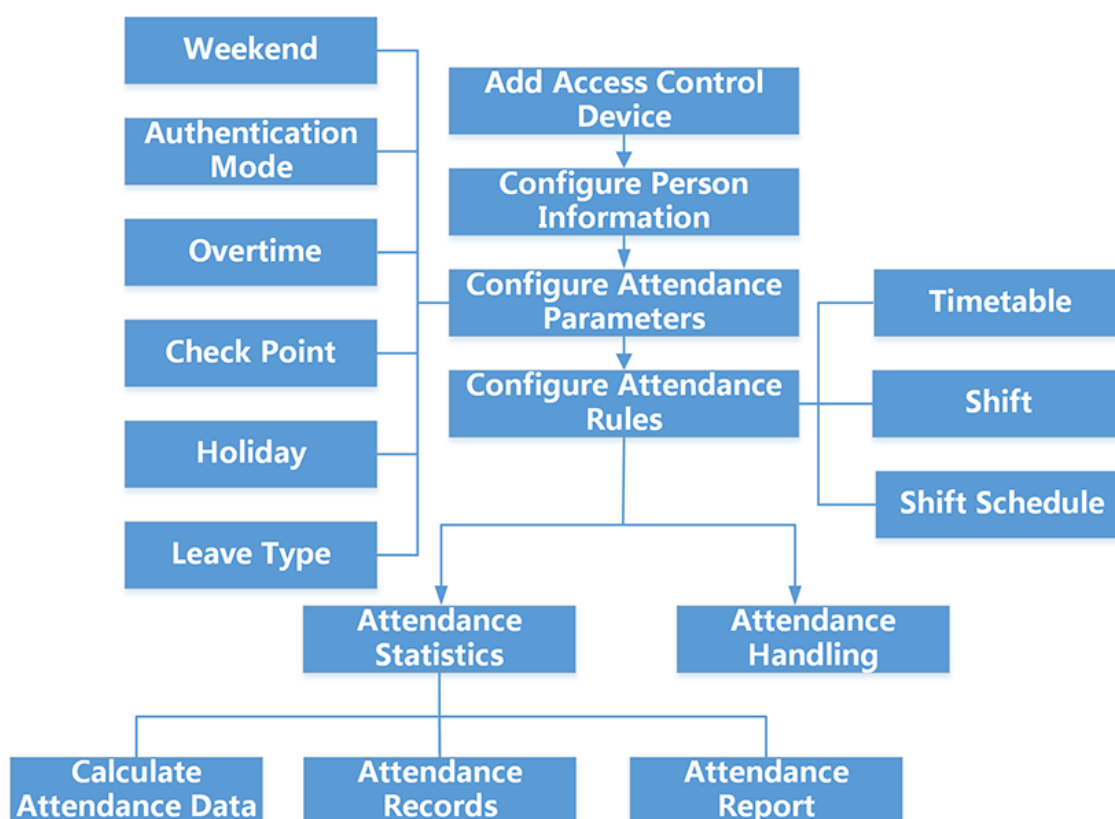 Weekend
Add Access Control
Device
Authentication
Mode
Configure Person
Information
Overtime
Configure Attendance
Parameters
Timetable
Check Point
Configure Attendance
Rules
Shift
Holiday
Shift Schedule
Leave Type
Attendance
Statistics
Attendance
Handling
Calculate
Attendance Data
Attendance
Records
Attendance
Report